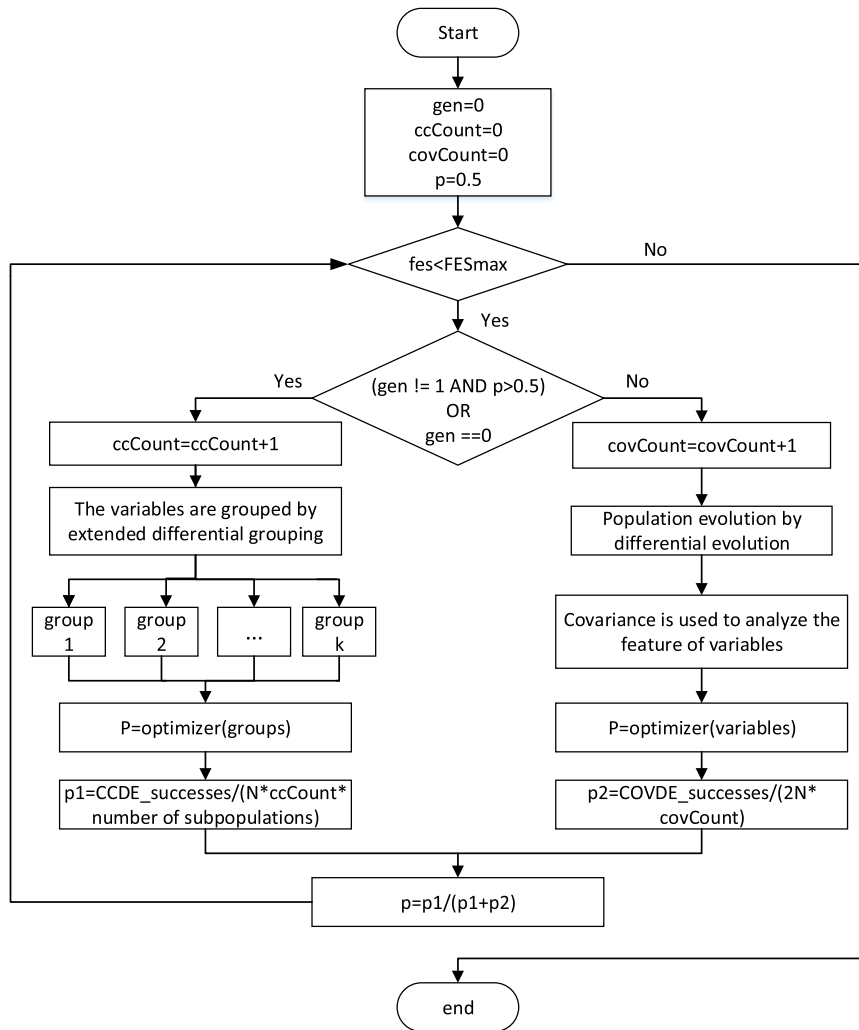 Start
gen=0
ccCount=0
covCount=0
p=0.5
fes<FESmax
No
Yes
(gen != 1 AND p>0.5)
OR
gen ==0
Yes
No
ccCount=ccCount+1
covCount=covCount+1
The variables are grouped by
extended differential grouping
Population evolution by
differential evolution
group
1
group
2
...
group
k
Covariance is used to analyze the
feature of variables
P=optimizer(groups)
P=optimizer(variables)
p1=CCDE_successes/(N*ccCount*
number of subpopulations)
p2=COVDE_successes/(2N*
covCount)
p=p1/(p1+p2)
end